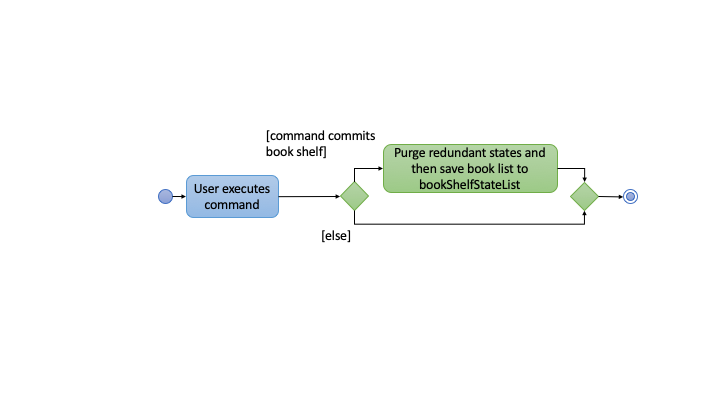 [command commits
book shelf]
Purge redundant states and
then save book list to
bookShelfStateList
User executes
command
[else]